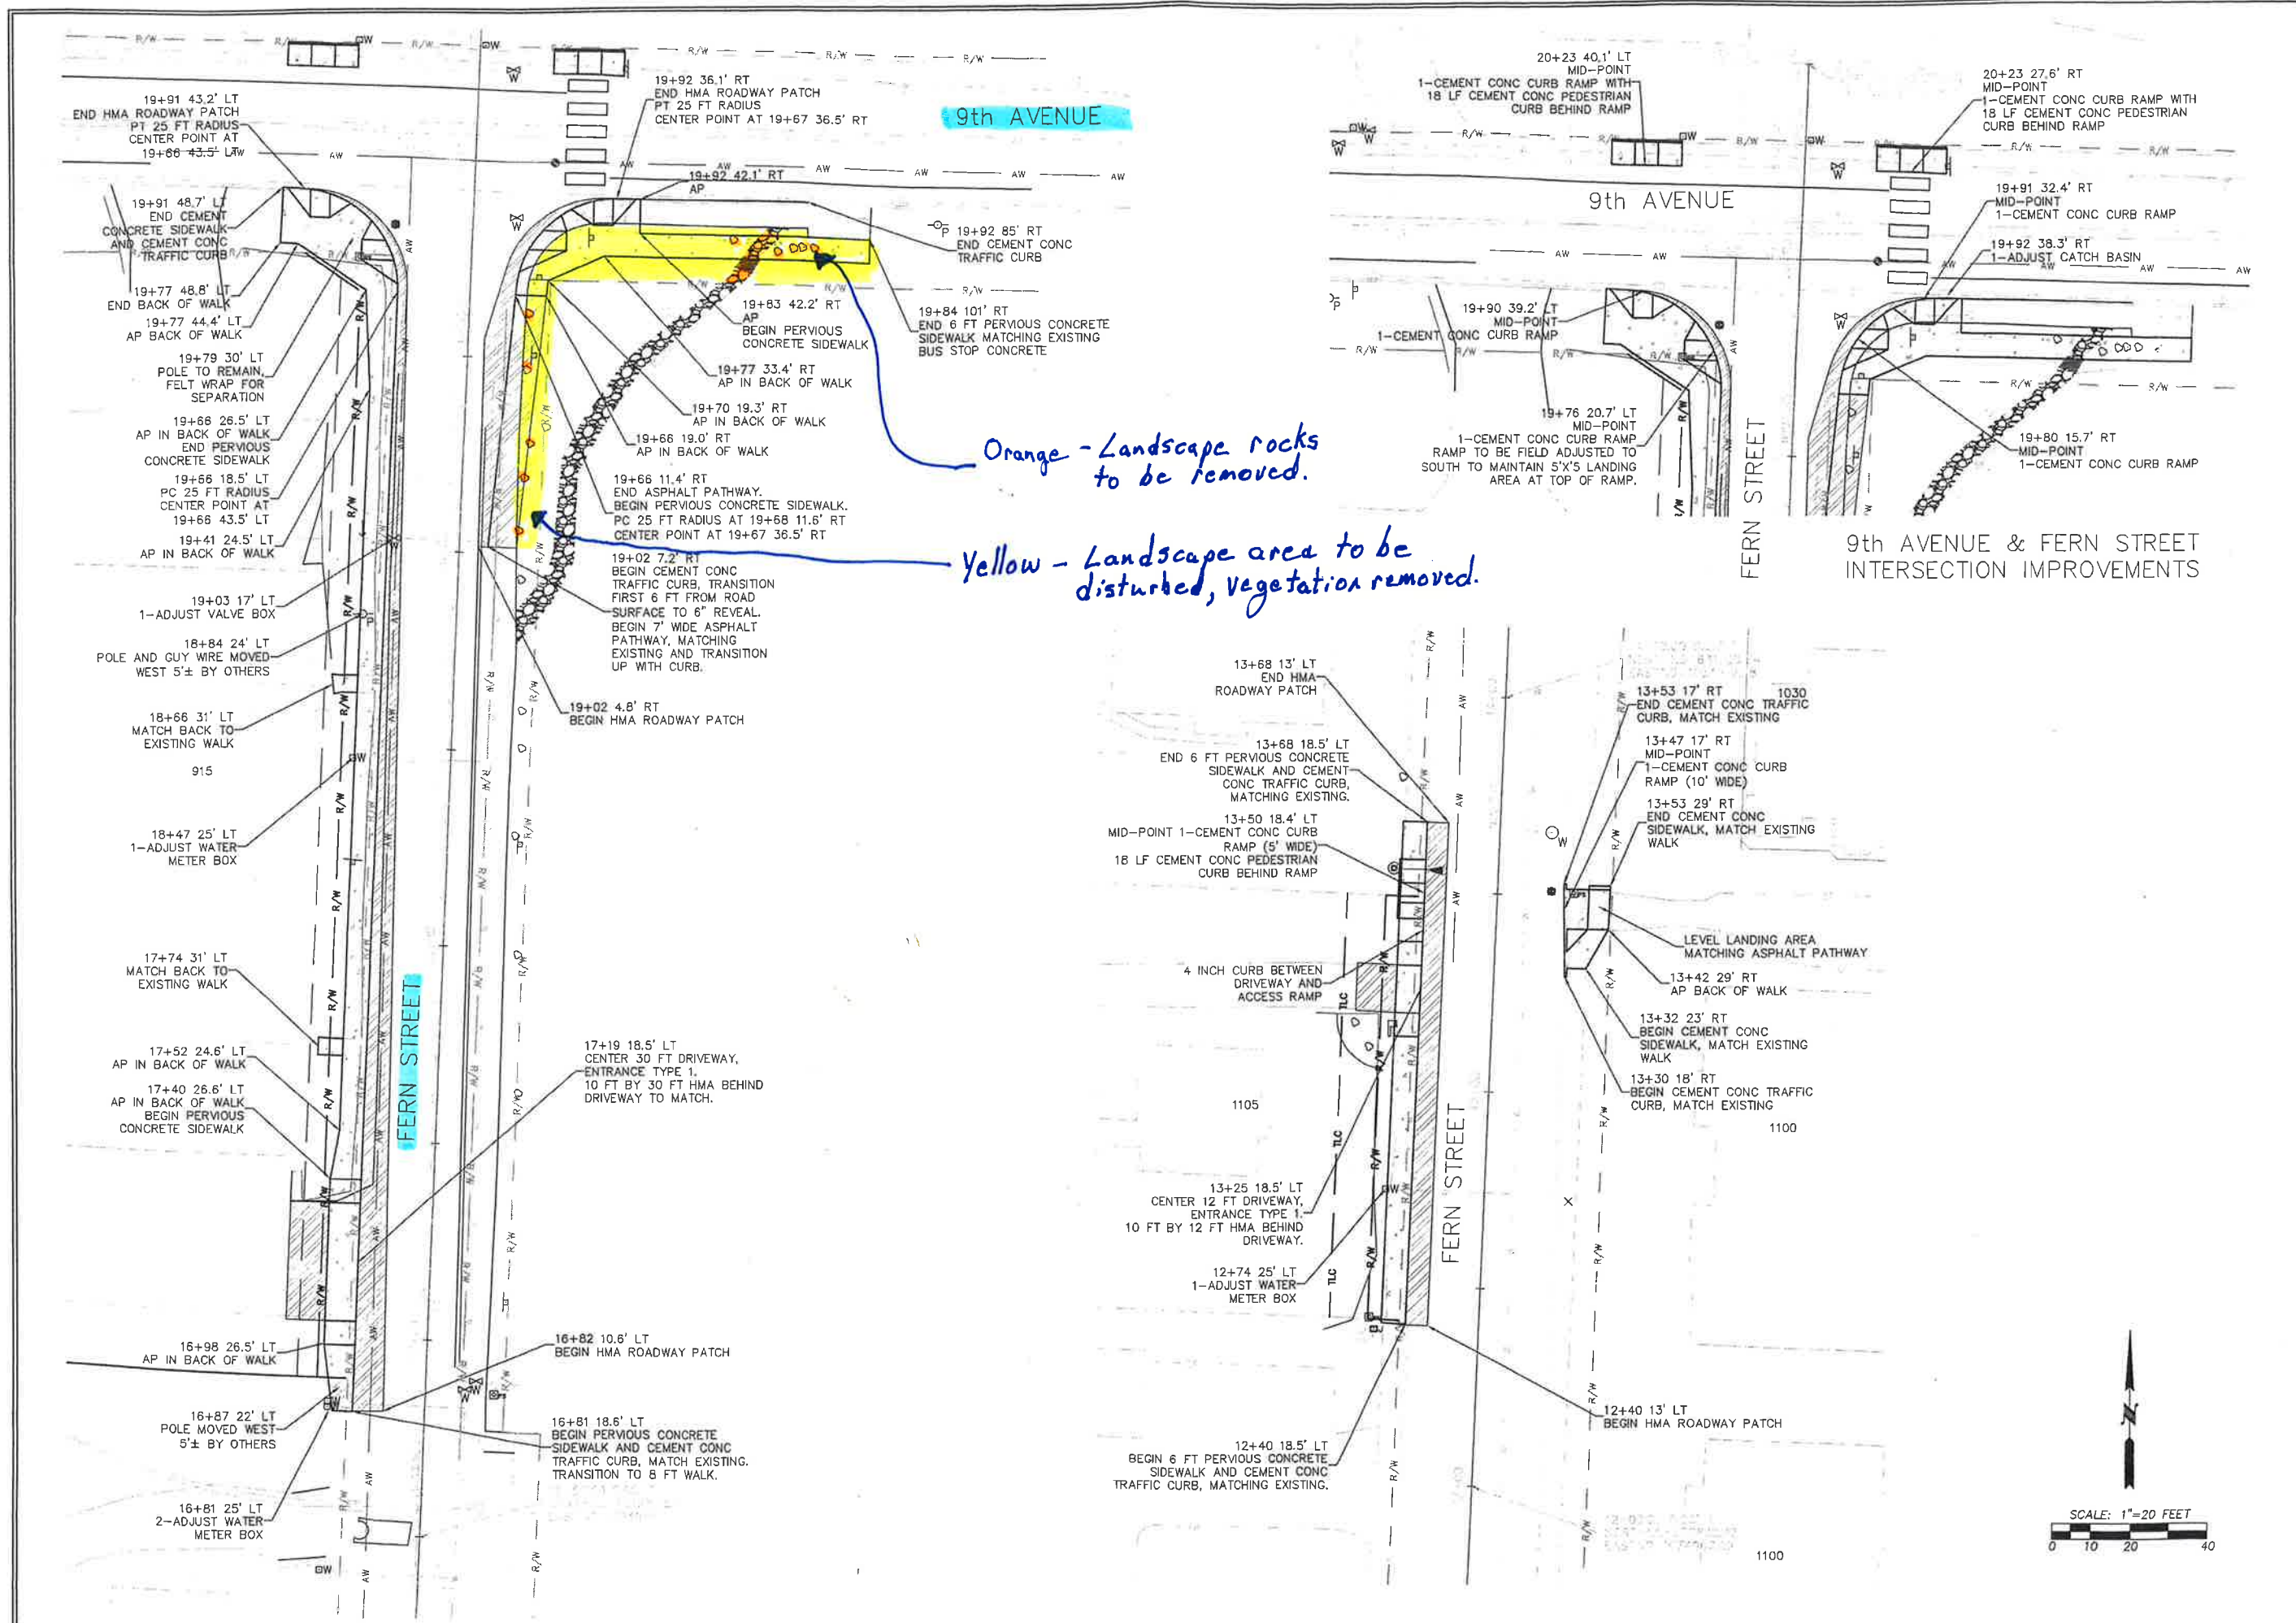 19+91 43.2' LT
END HMA ROADWAY PATCH
PT 25 FT RADIUS
CENTER POINT AT
19+66 43.5' LT
19+91 48.7' LT
END CEMENT
CONCRETE SIDEWALK
AND CEMENT CONC
TRAFFIC CURB
19+77 48.8' LT
END BACK OF WALK
19+77 44.4' LT
AP BACK OF WALK
19+79 30' LT
POLE TO REMAIN,
FELT WRAP FOR
SEPARATION
19+66 26.5' LT
AP IN BACK OF WALK
END PERVIOUS
CONCRETE SIDEWALK
19+66 18.5' LT
PC 25 FT RADIUS
CENTER POINT AT
19+66 43.5' LT
19+41 24.5' LT
AP IN BACK OF WALK
19+03 17' LT
1-ADJUST VALVE BOX
18+84 24' LT
POLE AND GUY WIRE MOVED
WEST 5'± BY OTHERS
18+66 31' LT
MATCH BACK TO
EXISTING WALK
915
18+47 25' LT
1-ADJUST WATER
METER BOX
17+74 31' LT
MATCH BACK TO
EXISTING WALK
17+52 24.6' LT
AP IN BACK OF WALK
17+40 26.6' LT
AP IN BACK OF WALK
BEGIN PERVIOUS
CONCRETE SIDEWALK
16+98 26.5' LT
AP IN BACK OF WALK
16+87 22' LT
POLE MOVED WEST
5'± BY OTHERS
16+81 25' LT
2-ADJUST WATER
METER BOX
FERN STREET
19+92 36.1' RT
END HMA ROADWAY PATCH
PT 25 FT RADIUS
CENTER POINT AT 19+67 36.5' RT
9th AVENUE
19+92 42.1' RT
AP
19+92 85' RT
END CEMENT CONC
TRAFFIC CURB
19+83 42.2' RT
AP
BEGIN PERVIOUS
CONCRETE SIDEWALK
19+84 101' RT
END 6 FT PERVIOUS CONCRETE
SIDEWALK MATCHING EXISTING
BUS STOP CONCRETE
19+77 33.4' RT
AP IN BACK OF WALK
19+70 19.3' RT
AP IN BACK OF WALK
19+66 19.0' RT
AP IN BACK OF WALK
19+66 11.4' RT
END ASPHALT PATHWAY.
BEGIN PERVIOUS CONCRETE SIDEWALK.
PC 25 FT RADIUS AT 19+68 11.6' RT
CENTER POINT AT 19+67 36.5' RT
19+02 7.2' RT
BEGIN CEMENT CONC
TRAFFIC CURB, TRANSITION
FIRST 6 FT FROM ROAD
SURFACE TO 6" REVEAL.
BEGIN 7' WIDE ASPHALT
PATHWAY, MATCHING
EXISTING AND TRANSITION
UP WITH CURB.
19+02 4.8' RT
BEGIN HMA ROADWAY PATCH
17+19 18.5' LT
CENTER 30 FT DRIVEWAY,
ENTRANCE TYPE 1.
10 FT BY 30 FT HMA BEHIND
DRIVEWAY TO MATCH.
16+82 10.6' LT
BEGIN HMA ROADWAY PATCH
16+81 18.6' LT
BEGIN PERVIOUS CONCRETE
SIDEWALK AND CEMENT CONC
TRAFFIC CURB, MATCH EXISTING.
TRANSITION TO 8 FT WALK.
Orange - Landscape rocks
to be removed.
Yellow - Landscape area to be
disturbed, vegetation removed.
20+23 40.1' LT
MID-POINT
1-CEMENT CONC CURB RAMP WITH
18 LF CEMENT CONC PEDESTRIAN
CURB BEHIND RAMP
20+23 27.6' RT
MID-POINT
1-CEMENT CONC CURB RAMP WITH
18 LF CEMENT CONC PEDESTRIAN
CURB BEHIND RAMP
9th AVENUE
19+91 32.4' RT
MID-POINT
1-CEMENT CONC CURB RAMP
19+92 38.3' RT
1-ADJUST CATCH BASIN
19+90 39.2' LT
MID-POINT
1-CEMENT CONC CURB RAMP
19+76 20.7' LT
MID-POINT
1-CEMENT CONC CURB RAMP
RAMP TO BE FIELD ADJUSTED TO
SOUTH TO MAINTAIN 5'X'5 LANDING
AREA AT TOP OF RAMP.
19+80 15.7' RT
MID-POINT
1-CEMENT CONC CURB RAMP
FERN STREET
9th AVENUE & FERN STREET
INTERSECTION IMPROVEMENTS
13+68 13' LT
END HMA
ROADWAY PATCH
13+68 18.5' LT
END 6 FT PERVIOUS CONCRETE
SIDEWALK AND CEMENT
CONC TRAFFIC CURB,
MATCHING EXISTING.
13+50 18.4' LT
MID-POINT 1-CEMENT CONC CURB
RAMP (5' WIDE)
18 LF CEMENT CONC PEDESTRIAN
CURB BEHIND RAMP
4 INCH CURB BETWEEN
DRIVEWAY AND
ACCESS RAMP
1105
13+25 18.5' LT
CENTER 12 FT DRIVEWAY,
ENTRANCE TYPE 1.
10 FT BY 12 FT HMA BEHIND
DRIVEWAY.
12+74 25' LT
1-ADJUST WATER
METER BOX
12+40 18.5' LT
BEGIN 6 FT PERVIOUS CONCRETE
SIDEWALK AND CEMENT CONC
TRAFFIC CURB, MATCHING EXISTING.
FERN STREET
13+53 17' RT
END CEMENT CONC TRAFFIC
CURB, MATCH EXISTING
1030
13+47 17' RT
MID-POINT
1-CEMENT CONC CURB
RAMP (10' WIDE)
13+53 29' RT
END CEMENT CONC
SIDEWALK, MATCH EXISTING
WALK
LEVEL LANDING AREA
MATCHING ASPHALT PATHWAY
13+42 29' RT
AP BACK OF WALK
13+32 23' RT
BEGIN CEMENT CONC
SIDEWALK, MATCH EXISTING
WALK
13+30 18' RT
BEGIN CEMENT CONC TRAFFIC
CURB, MATCH EXISTING
1100
12+40 13' LT
BEGIN HMA ROADWAY PATCH
1100
N
SCALE: 1"=20 FEET
0 10 20 40